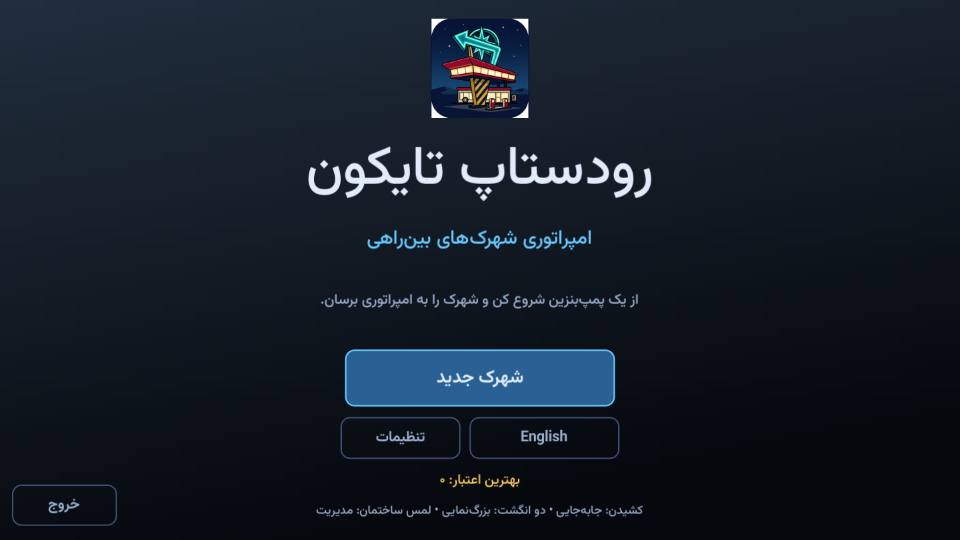 رودستاپ تایکون
امپراتوری شهرک‌های بین‌راهی
از یک پمپ‌بنزین شروع کن و شهرک را به امپراتوری برسان.
شهرک جدید
تنظیمات
English
بهترین اعتبار: ۰
کشیدن: جابه‌جایی • دو انگشت: بزرگ‌نمایی • لمس ساختمان: مدیریت
خروج